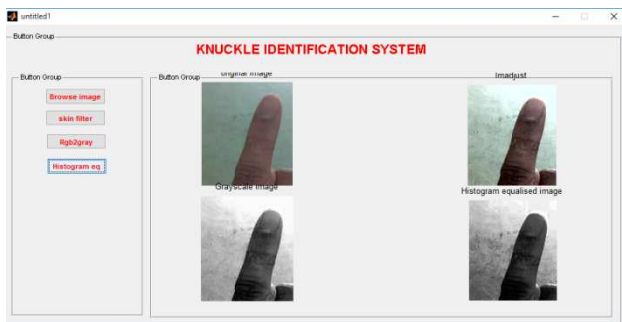 untitled1
Button Group
KNUCKLE IDENTIFICATION SYSTEM
Button Group
Browse image
skin filter
Rgb2gray
Histogram eq
Button Group
original image
Imadjust
Grayscale image
Histogram equalised image